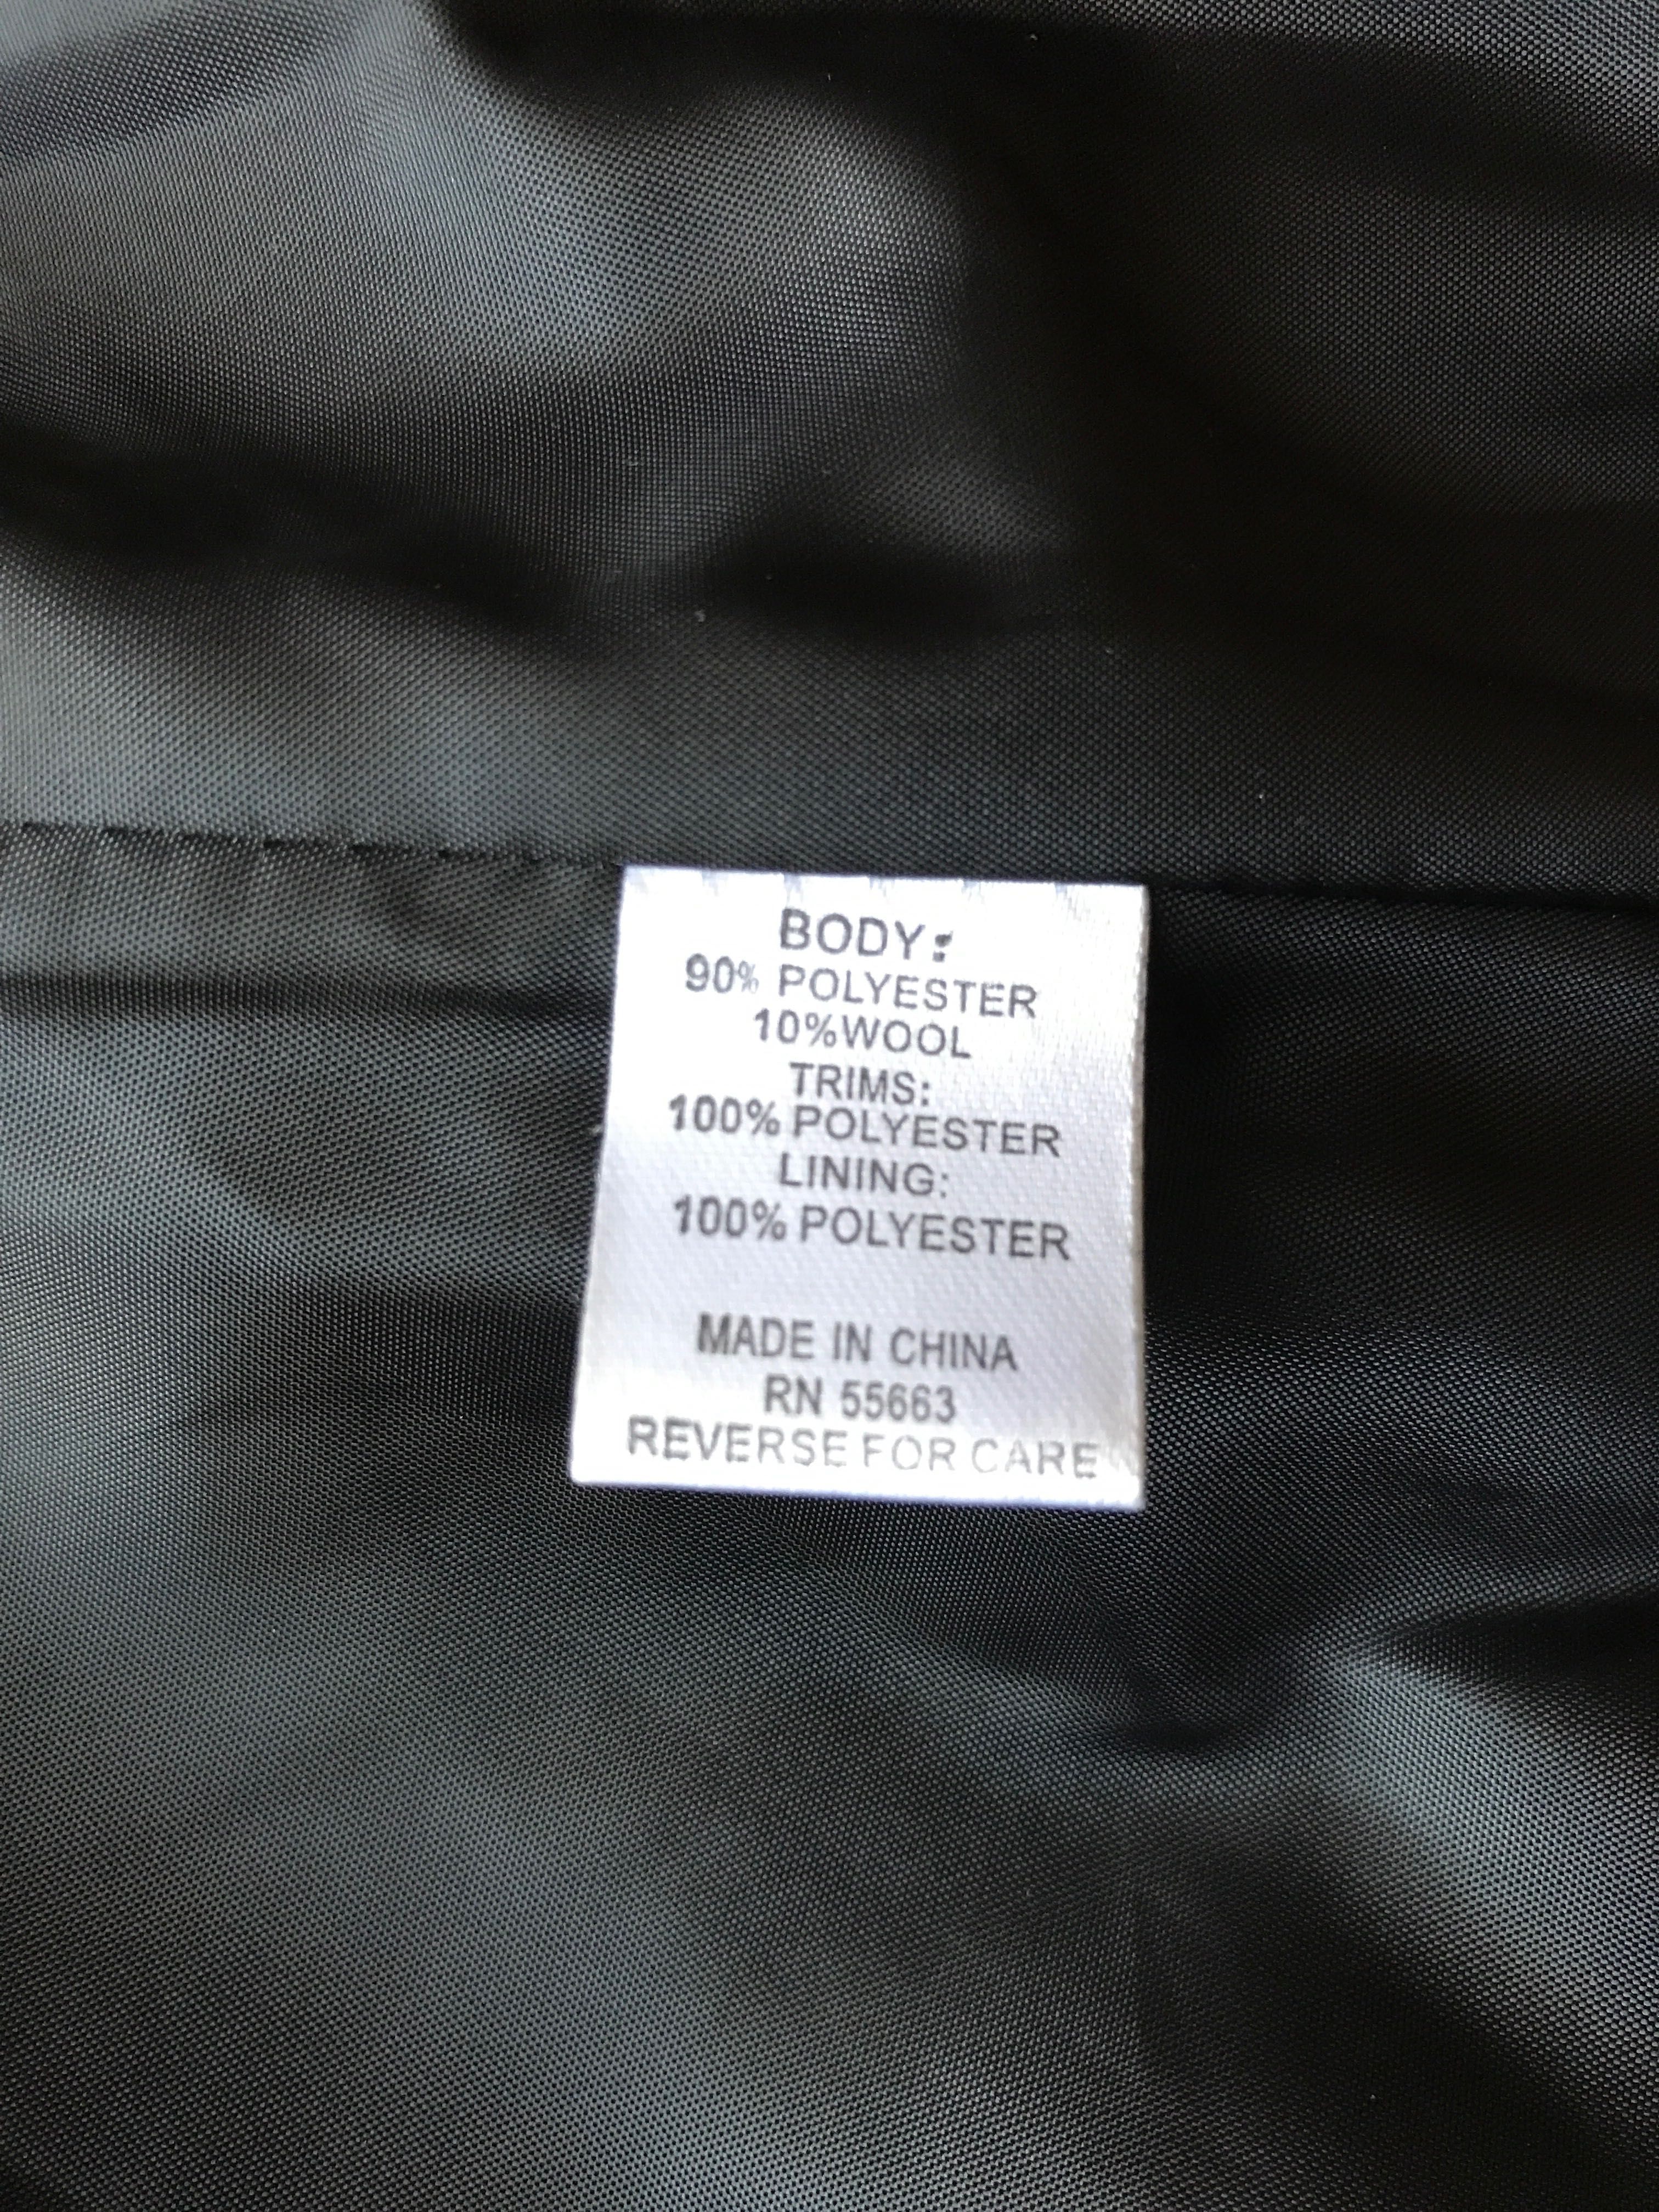 BODY:
90% POLYESTER
10%WOOL
TRIMS:
100% POLYESTER
LINING:
100% POLYESTER
MADE IN CHINA
RN 55663
REVERSE FOR CARE